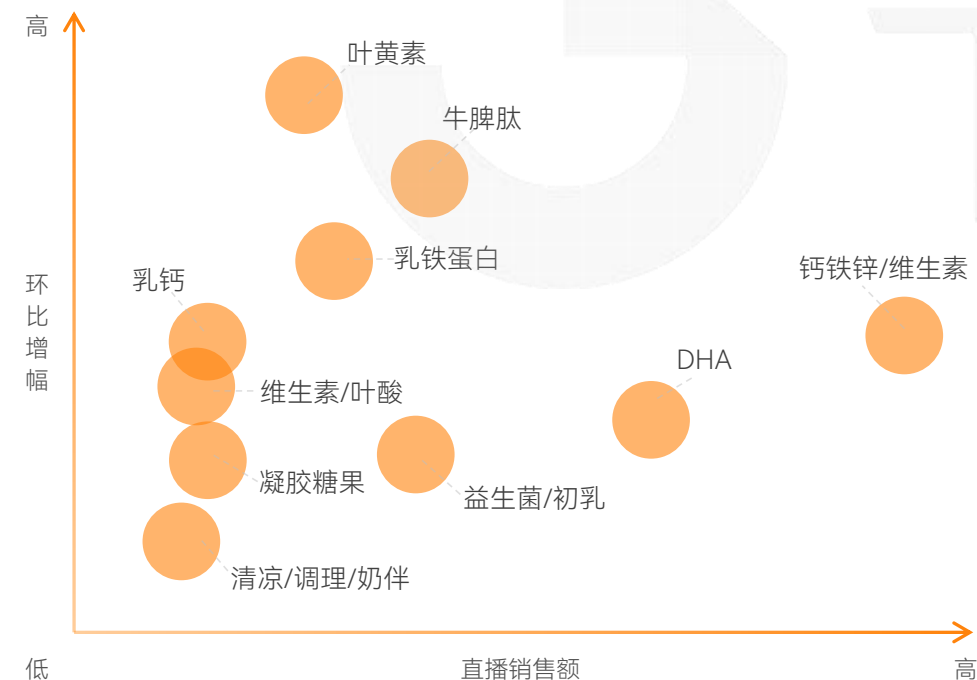 高
叶黄素
牛脾肽
乳铁蛋白
钙铁锌/维生素
乳钙
环比增幅
DHA
维生素/叶酸
凝胶糖果
益生菌/初乳
清凉/调理/奶伴
低
直播销售额
高